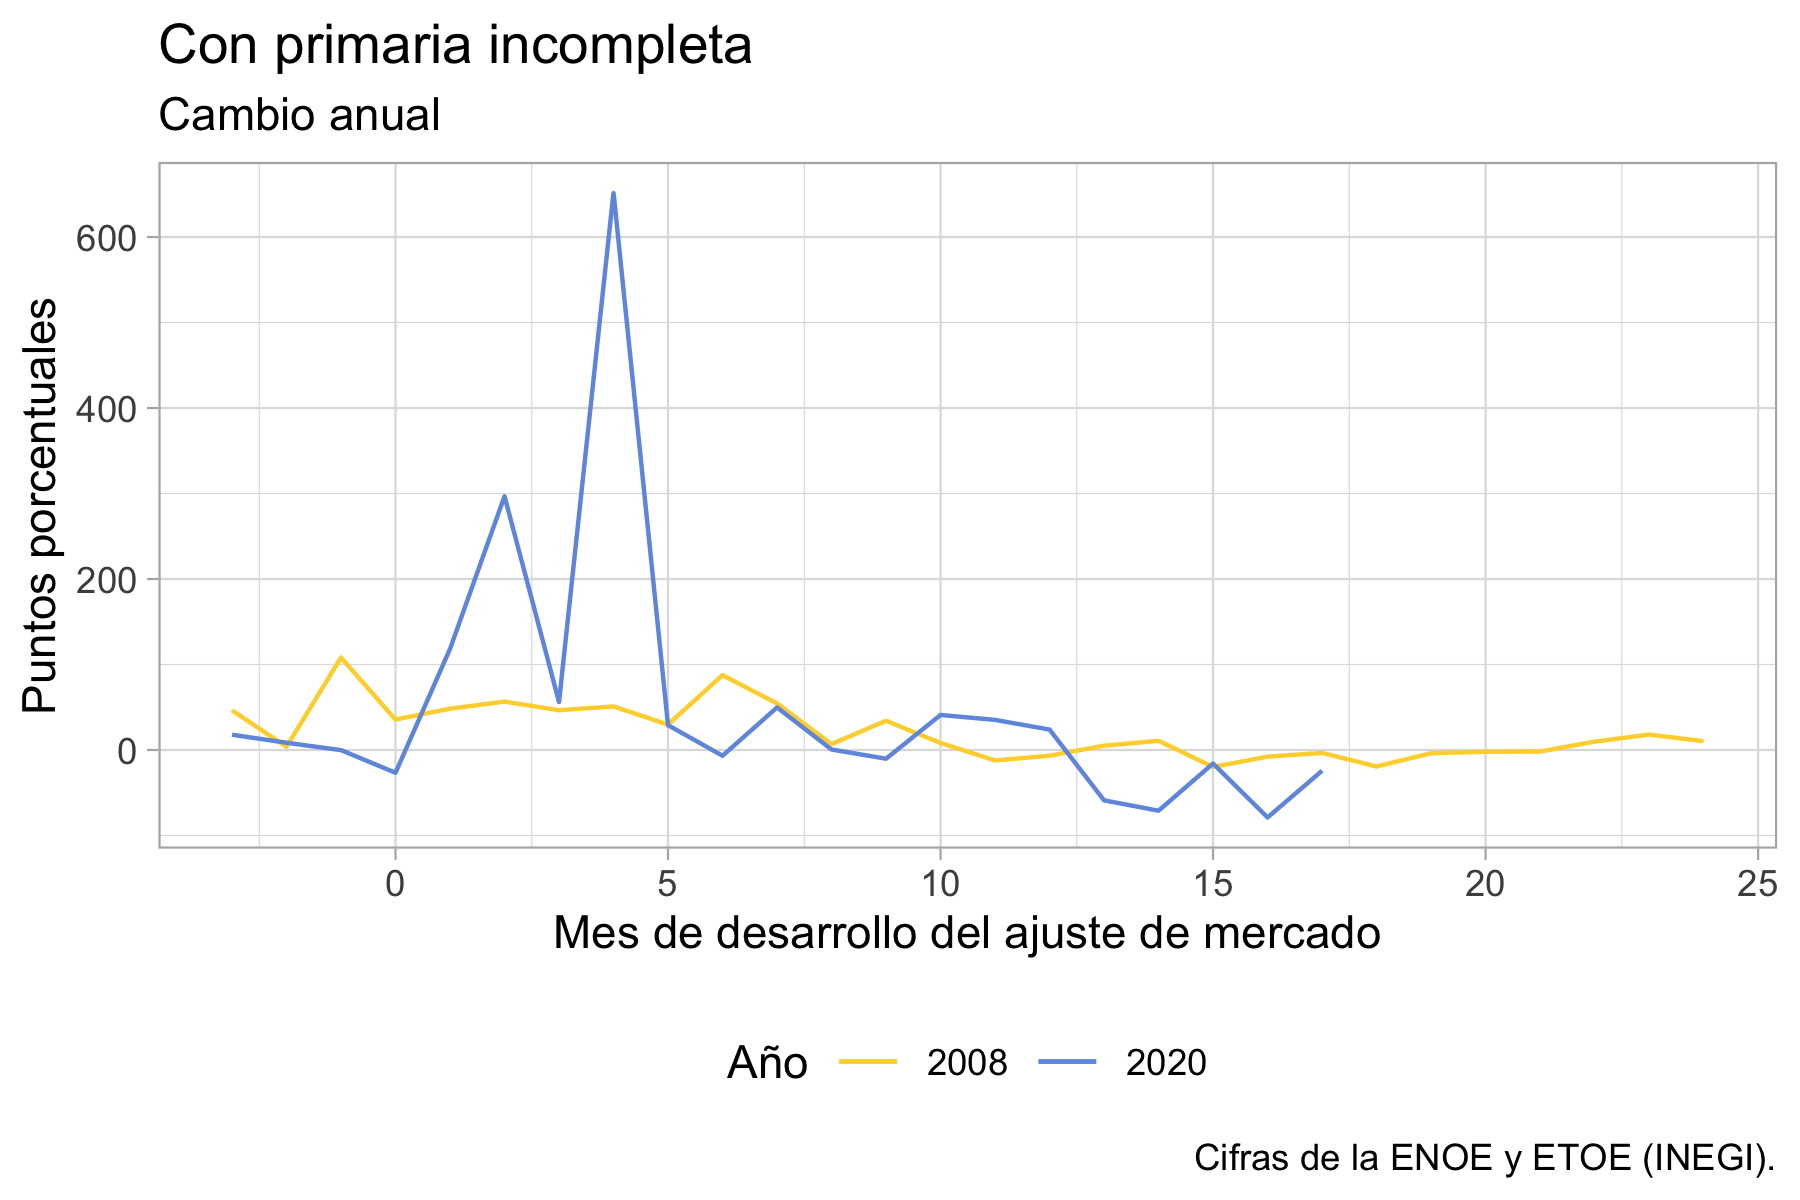 Con primaria incompleta
Cambio anual
Puntos porcentuales
600
400
200
0
0 5 10 15 20 25
Mes de desarrollo del ajuste de mercado
Año 2008 2020
Cifras de la ENOE y ETOE (INEGI).